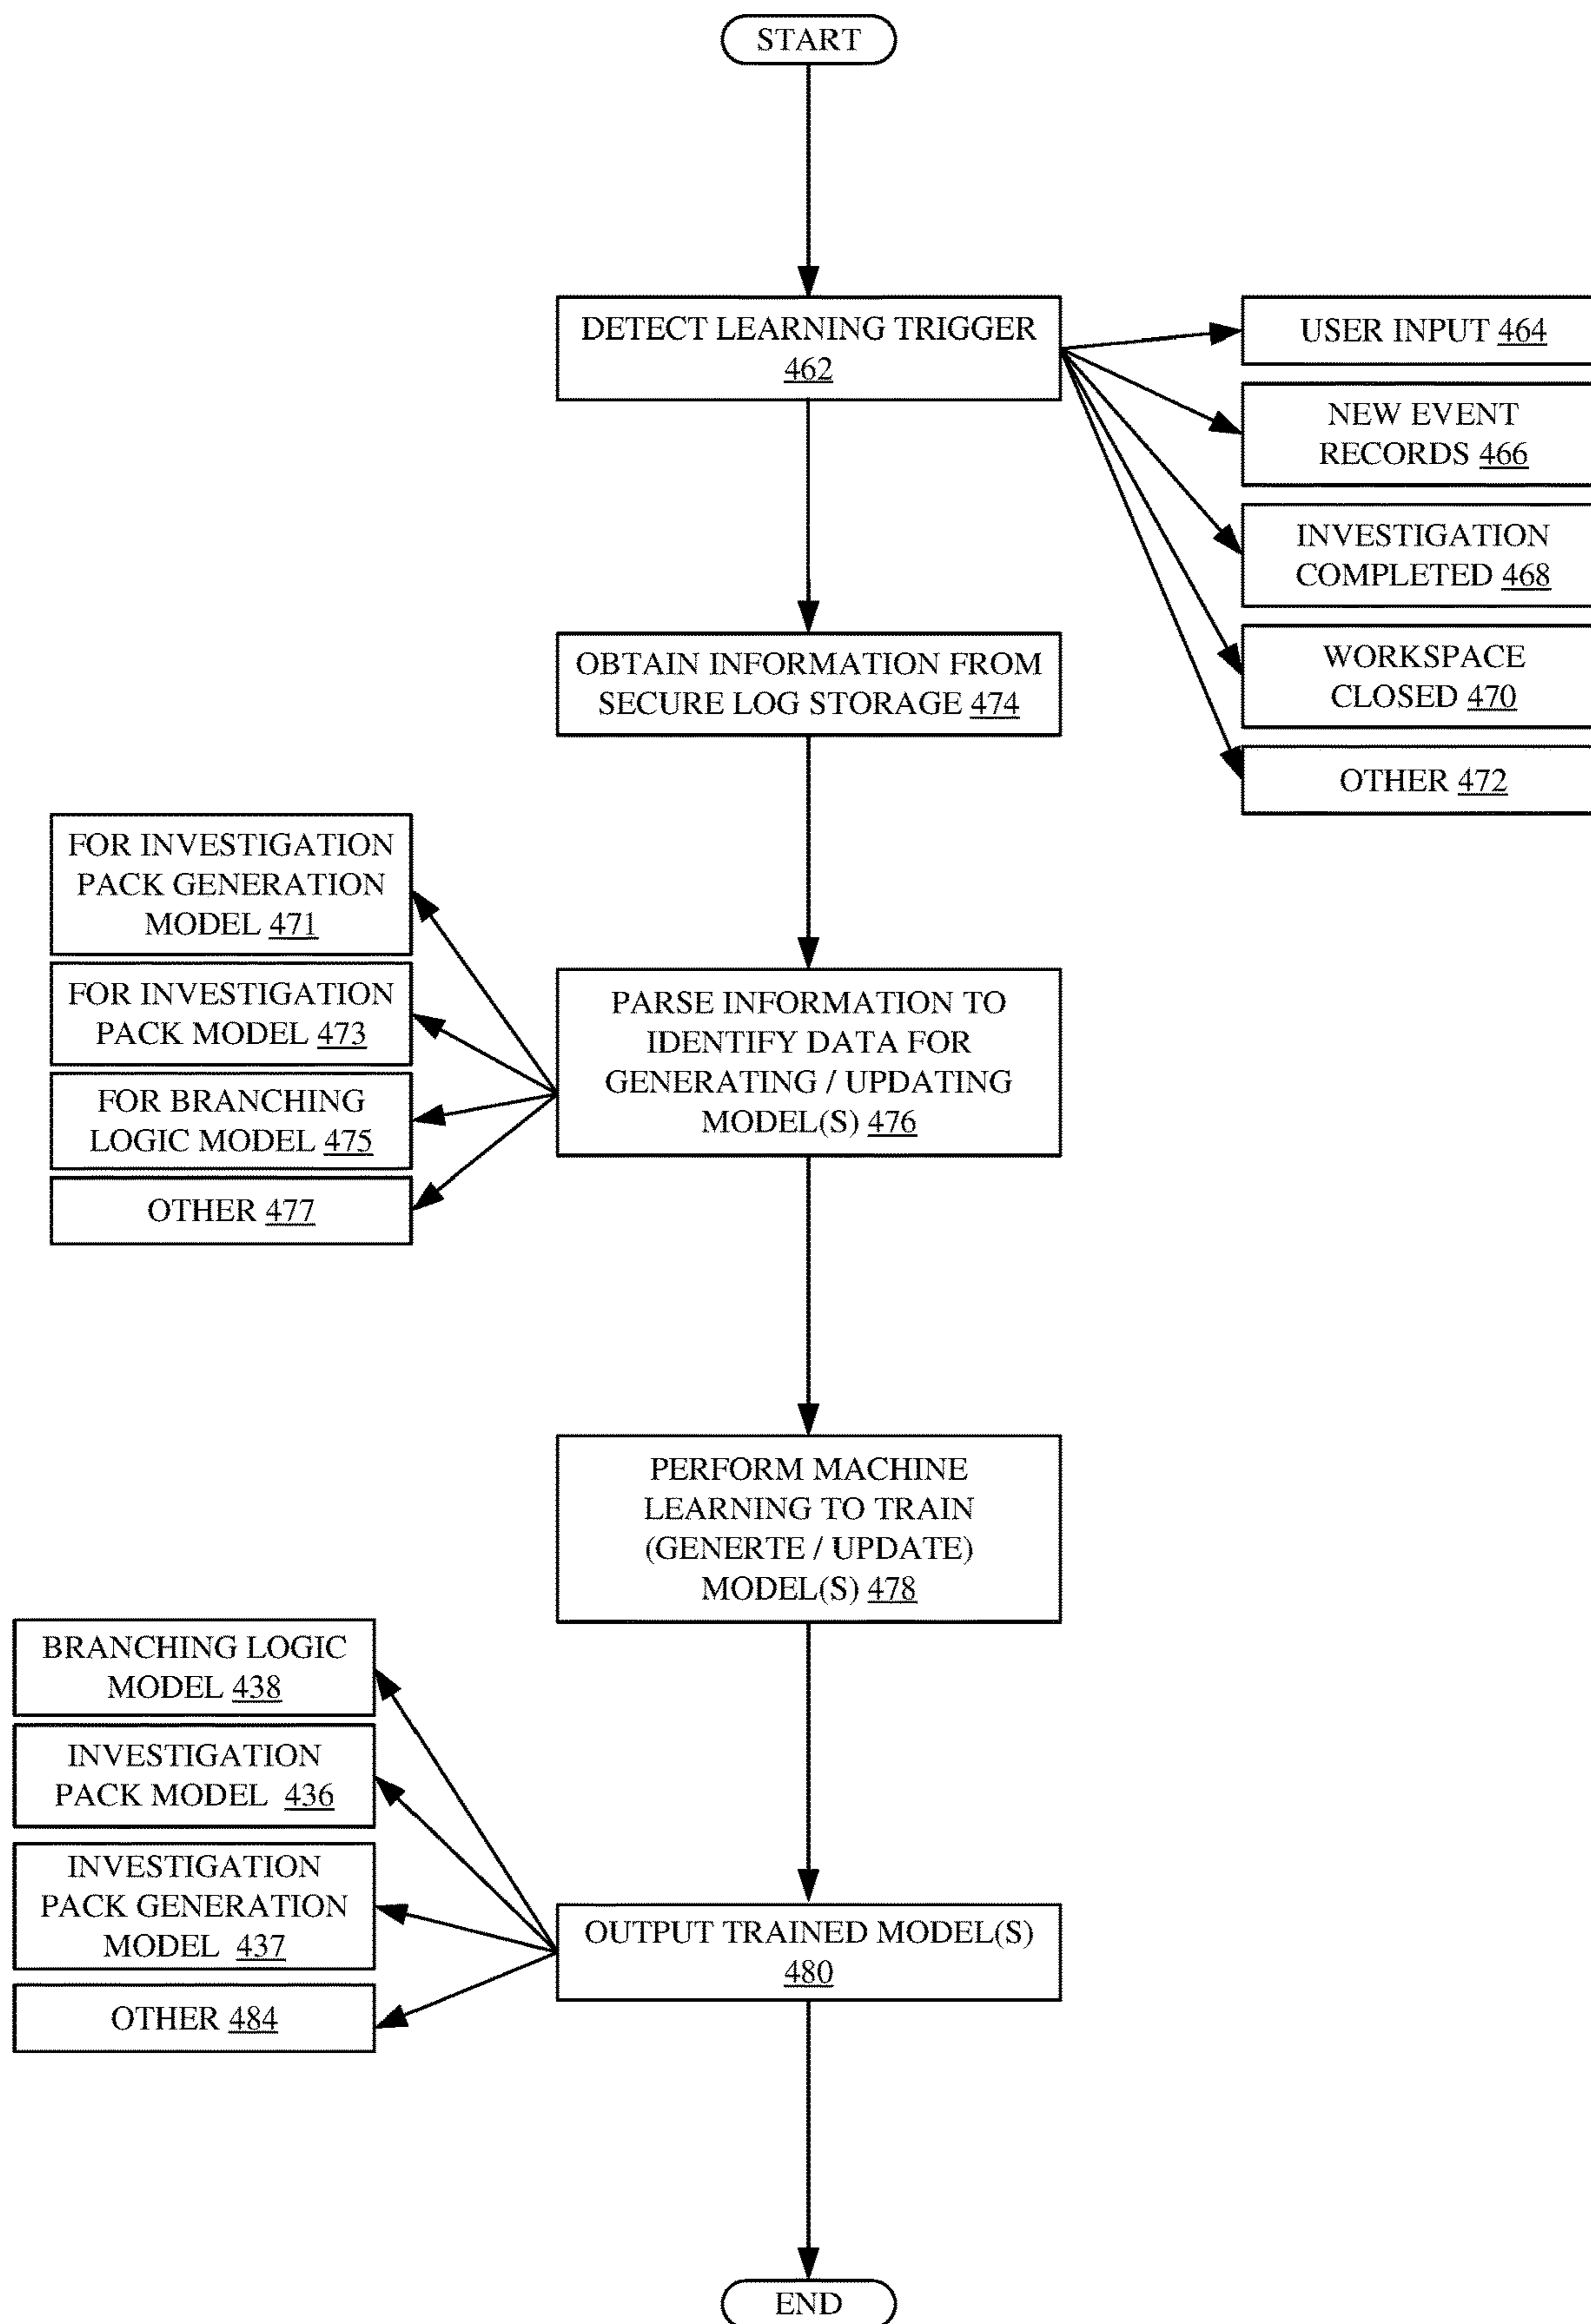 START
DETECT LEARNING TRIGGER
462
USER INPUT 464
NEW EVENT
RECORDS 466
INVESTIGATION
COMPLETED 468
WORKSPACE
CLOSED 470
OTHER 472
OBTAIN INFORMATION FROM
SECURE LOG STORAGE 474
FOR INVESTIGATION
PACK GENERATION
MODEL 471
FOR INVESTIGATION
PACK MODEL 473
FOR BRANCHING
LOGIC MODEL 475
OTHER 477
PARSE INFORMATION TO
IDENTIFY DATA FOR
GENERATING / UPDATING
MODEL(S) 476
PERFORM MACHINE
LEARNING TO TRAIN
(GENERTE / UPDATE)
MODEL(S) 478
BRANCHING LOGIC
MODEL 438
INVESTIGATION
PACK MODEL 436
INVESTIGATION
PACK GENERATION
MODEL 437
OTHER 484
OUTPUT TRAINED MODEL(S)
480
END